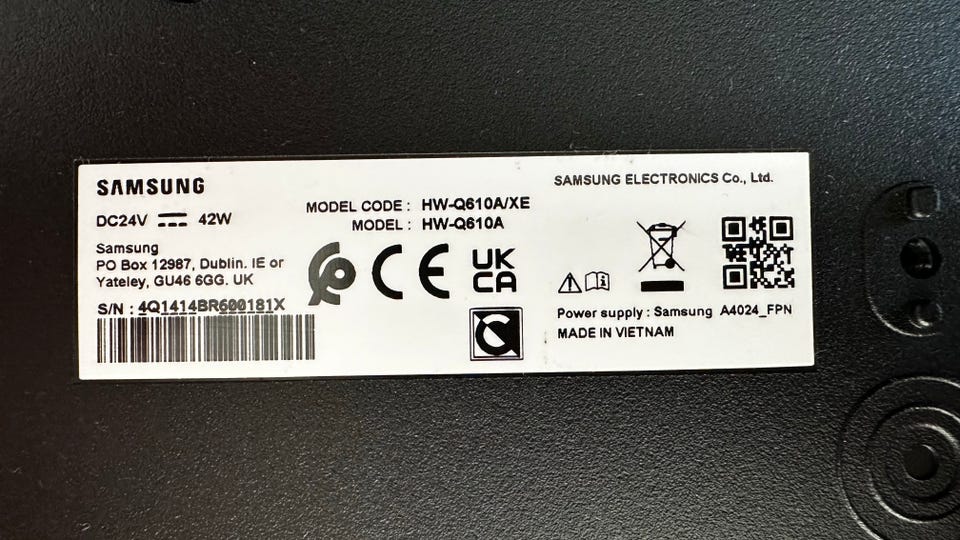 SAMSUNG
DC24V ⎓ 42W
Samsung
PO Box 12987, Dublin. IE or
Yateley, GU46 6GG. UK
S/N : 4Q1414BR600181X
MODEL CODE : HW-Q610A/XE
MODEL : HW-Q610A
CE
UK
CA
SAMSUNG ELECTRONICS Co., Ltd.
Power supply : Samsung A4024_FPN
MADE IN VIETNAM